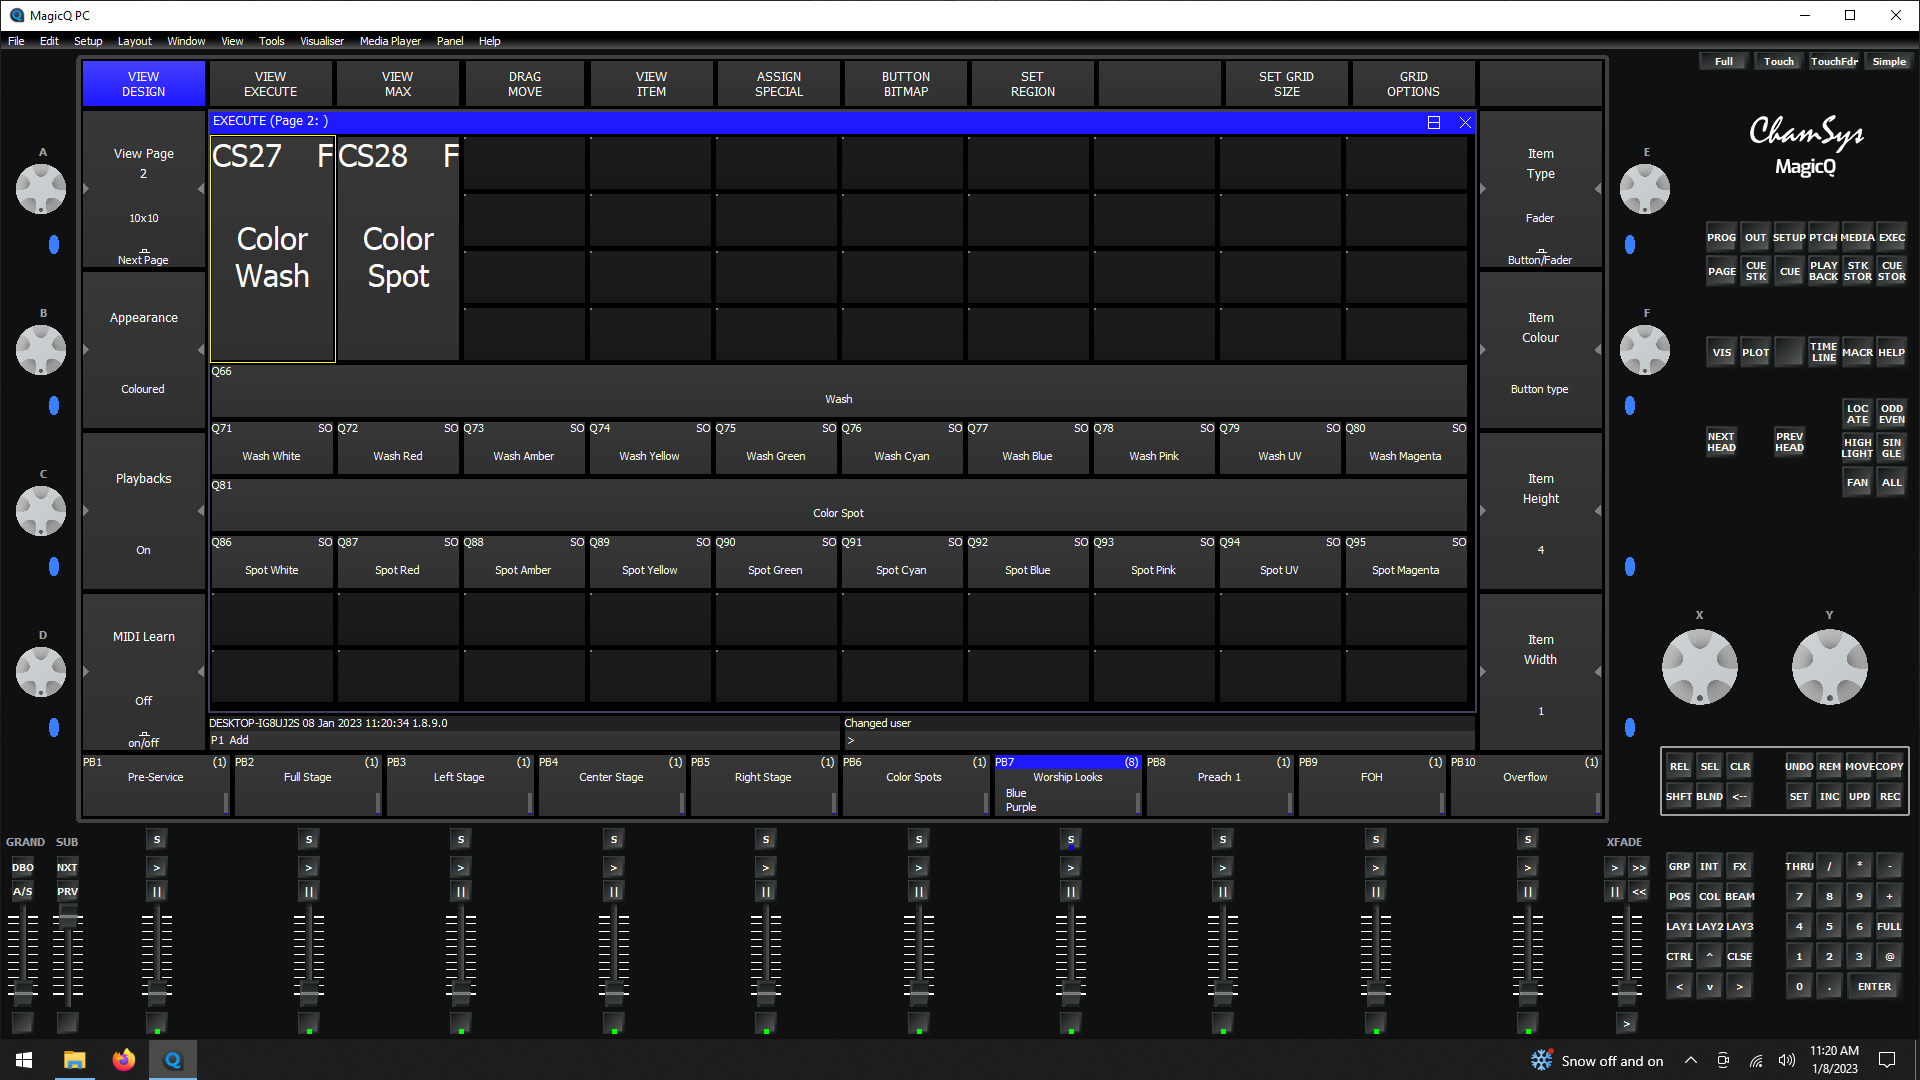 MagicQ PC
File Edit Setup Layout Window View Tools Visualiser Media Player Panel Help
VIEW DESIGN
VIEW EXECUTE
VIEW MAX
DRAG MOVE
VIEW ITEM
ASSIGN SPECIAL
BUTTON BITMAP
SET REGION
SET GRID SIZE
GRID OPTIONS
Full Touch TouchFdr Simple
EXECUTE (Page 2: )
View Page
2
10x10
Next Page
Appearance
Coloured
Playbacks
On
MIDI Learn
Off
on/off
A
B
C
D
CS27 F
Color
Wash
CS28 F
Color
Spot
Q66
Wash
Q71 SO Q72 SO Q73 SO Q74 SO Q75 SO Q76 SO Q77 SO Q78 SO Q79 SO Q80 SO
Wash White Wash Red Wash Amber Wash Yellow Wash Green Wash Cyan Wash Blue Wash Pink Wash UV Wash Magenta
Q81
Color Spot
Q86 SO Q87 SO Q88 SO Q89 SO Q90 SO Q91 SO Q92 SO Q93 SO Q94 SO Q95 SO
Spot White Spot Red Spot Amber Spot Yellow Spot Green Spot Cyan Spot Blue Spot Pink Spot UV Spot Magenta
Item
Type
Fader
Button/Fader
Item
Colour
Button type
Item
Height
4
Item
Width
1
E
F
X Y
ChamSys
MagicQ
PROG OUT SETUP PTCH MEDIA EXEC
PAGE CUE STK CUE PLAY BACK STK STOR CUE STOR
VIS PLOT TIME LINE MACR HELP
LOC ATE ODD EVEN
NEXT HEAD PREV HEAD HIGH LIGHT SIN GLE
FAN ALL
DESKTOP-IG8UJ2S 08 Jan 2023 11:20:34 1.8.9.0
Changed user
P1 Add
>
PB1 (1) PB2 (1) PB3 (1) PB4 (1) PB5 (1) PB6 (1) PB7 (8) PB8 (1) PB9 (1) PB10 (1)
Pre-Service Full Stage Left Stage Center Stage Right Stage Color Spots Worship Looks Preach 1 FOH Overflow
Blue
Purple
REL SEL CLR UNDO REM MOVE COPY
SHFT BLND <-- SET INC UPD REC
GRAND SUB
DBO NXT
A/S PRV
S S S S S S S S S S
> > > > > > > > > >
|| || || || || || || || || ||
XFADE
> >>
|| <<
>
GRP INT FX THRU / * -
POS COL BEAM 7 8 9 +
LAY1 LAY2 LAY3 4 5 6 FULL
CTRL ^ CLSE 1 2 3 @
< v > 0 . ENTER
Snow off and on
11:20 AM
1/8/2023